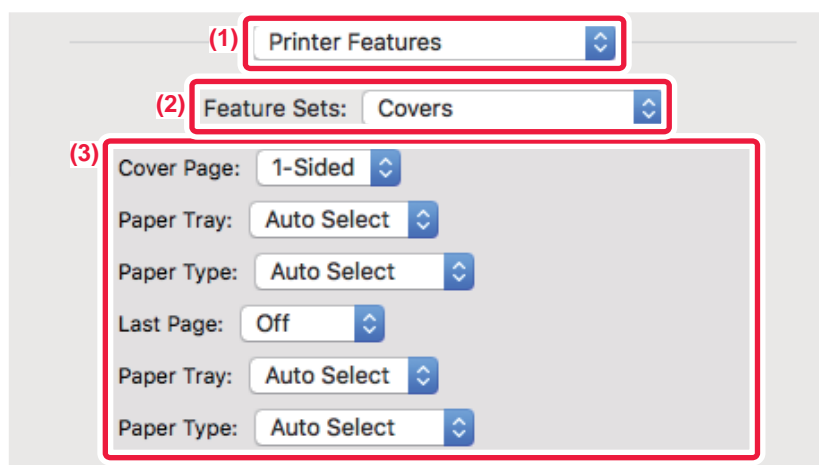 (1) Printer Features
(2) Feature Sets: Covers
(3)
Cover Page: 1-Sided
Paper Tray: Auto Select
Paper Type: Auto Select
Last Page: Off
Paper Tray: Auto Select
Paper Type: Auto Select